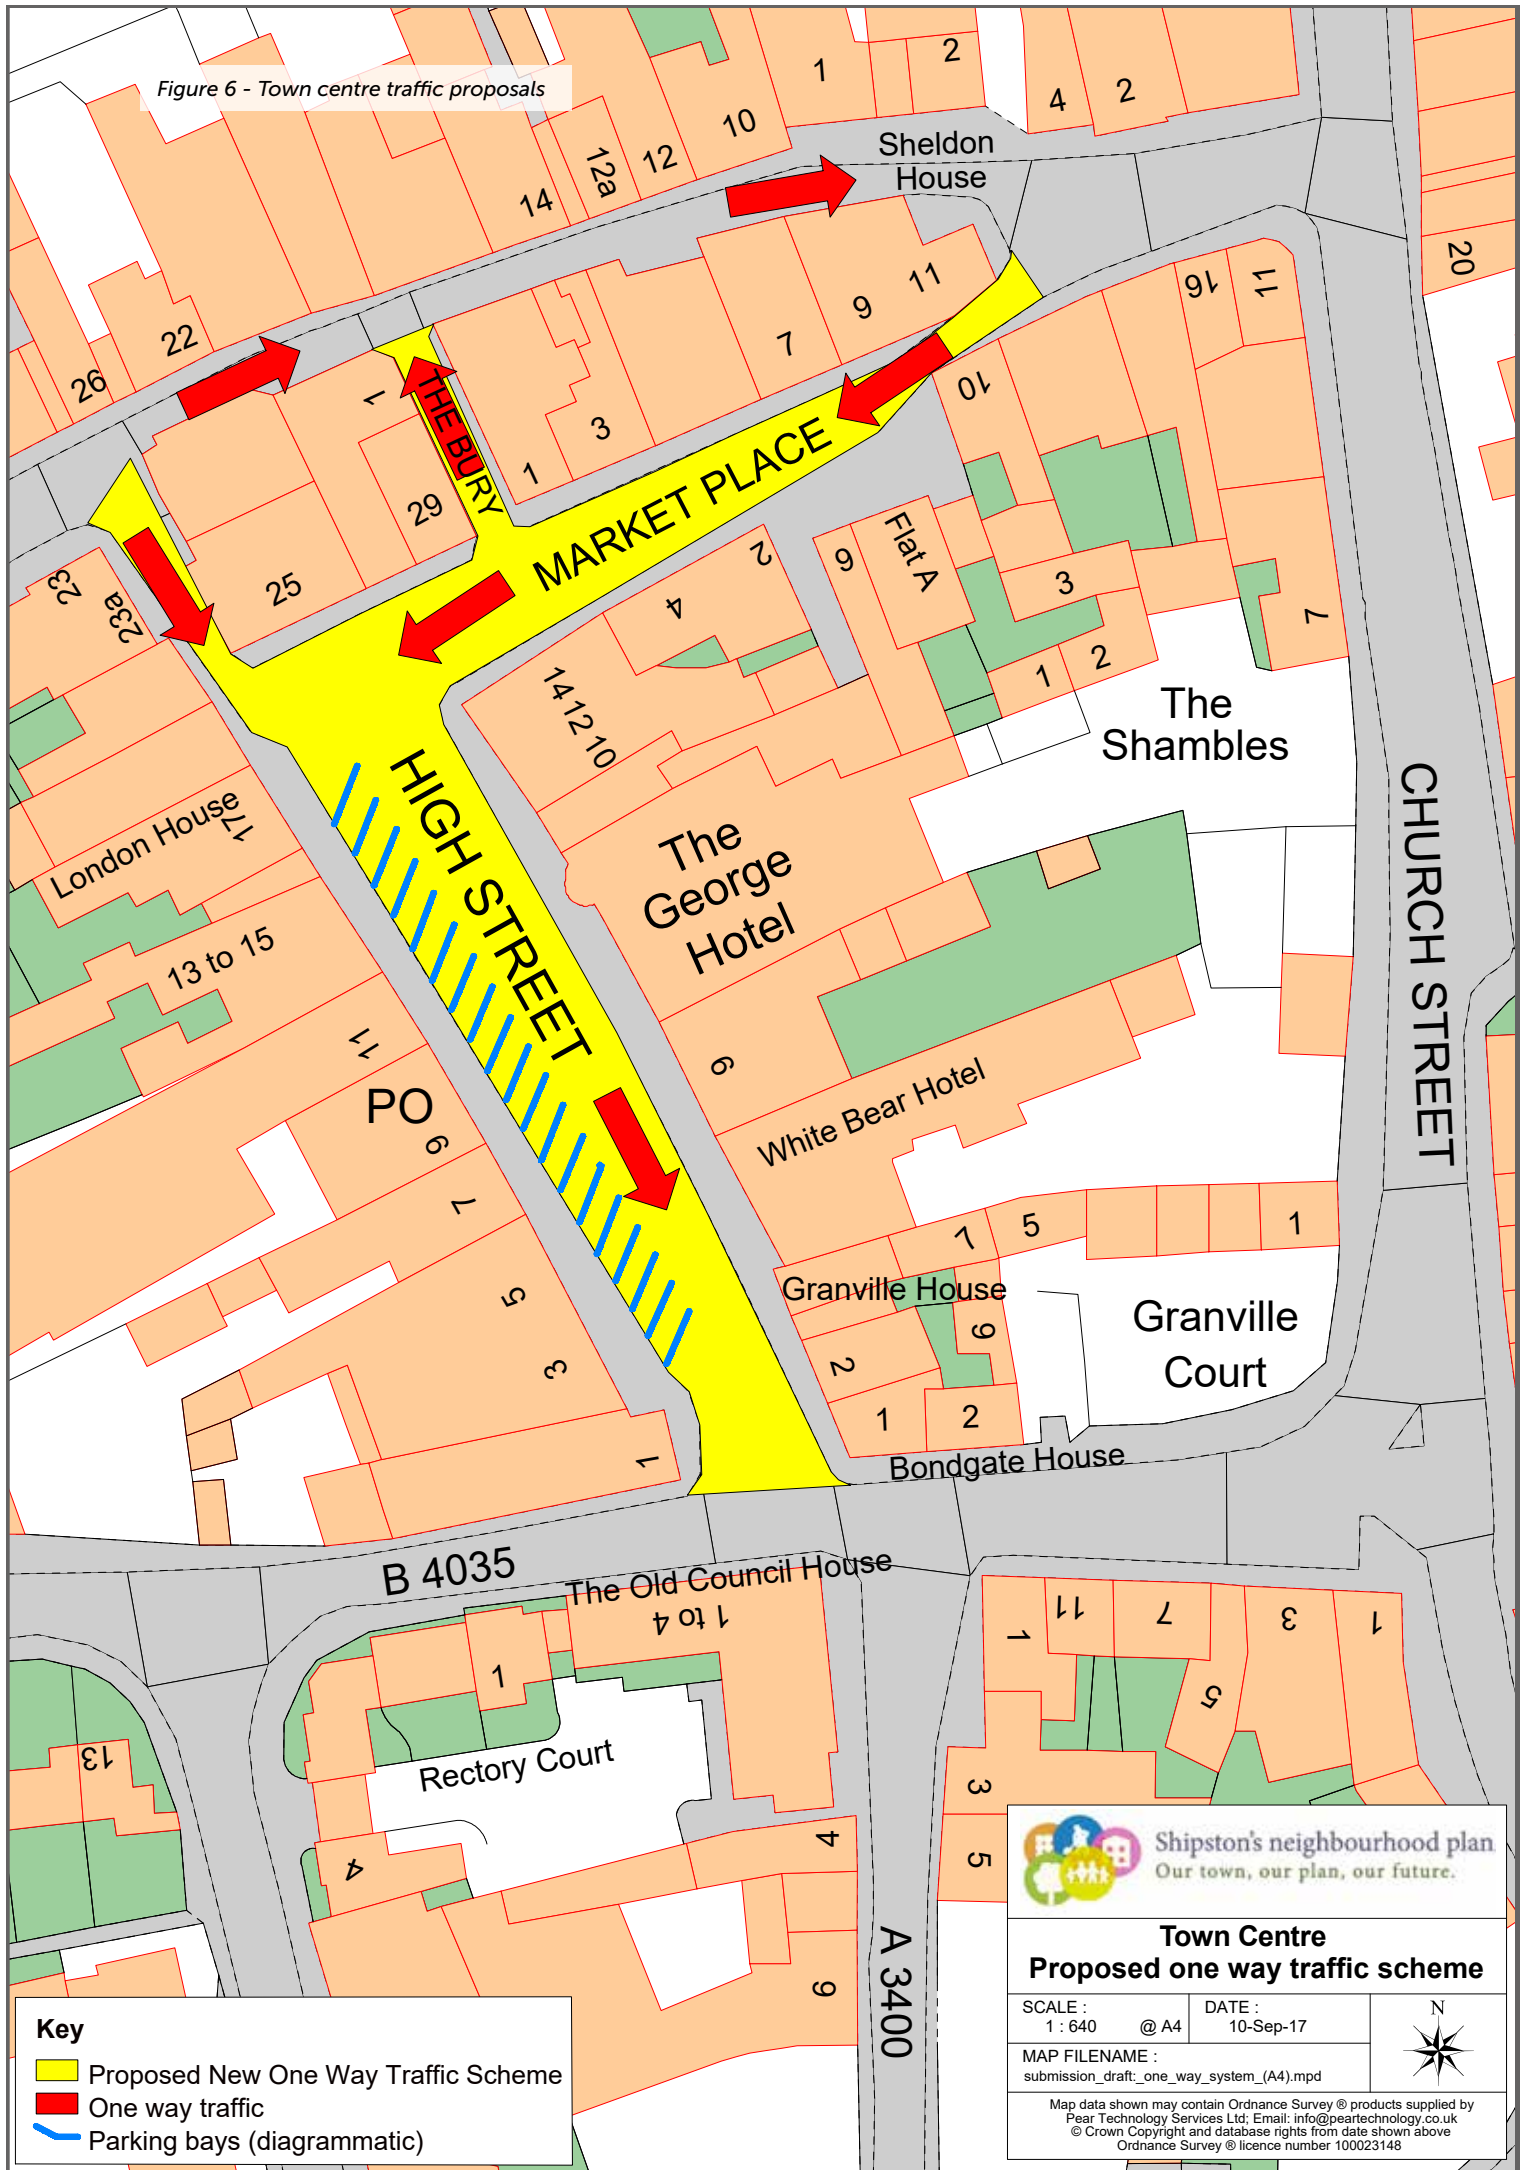 Figure 6 - Town centre traffic proposals
1
2
4
2
10
12
12a
14
Sheldon
House
20
22
26
1
THE BURY
1
3
7
9
11
10
16
11
29
25
23
23a
MARKET PLACE
2
4
6
Flat A
3
1
2
7
14 12 10
The
Shambles
HIGH STREET
London House
17
The
George
Hotel
CHURCH STREET
13 to 15
11
PO
9
7
6
White Bear Hotel
5
3
1
7
5
1
Granville House
9
2
1
2
Granville
Court
Bondgate House
B 4035
The Old Council House
1 to 4
1
1
11
7
3
1
5
13
Rectory Court
4
4
3
5
6
A 3400
Shipston's neighbourhood plan
Our town, our plan, our future.
Town Centre
Proposed one way traffic scheme
SCALE :
1 : 640 @ A4
DATE :
10-Sep-17
N
MAP FILENAME :
submission_draft:_one_way_system_(A4).mpd
Map data shown may contain Ordnance Survey ® products supplied by
Pear Technology Services Ltd; Email: info@peartechnology.co.uk
© Crown Copyright and database rights from date shown above
Ordnance Survey ® licence number 100023148
Key
Proposed New One Way Traffic Scheme
One way traffic
Parking bays (diagrammatic)